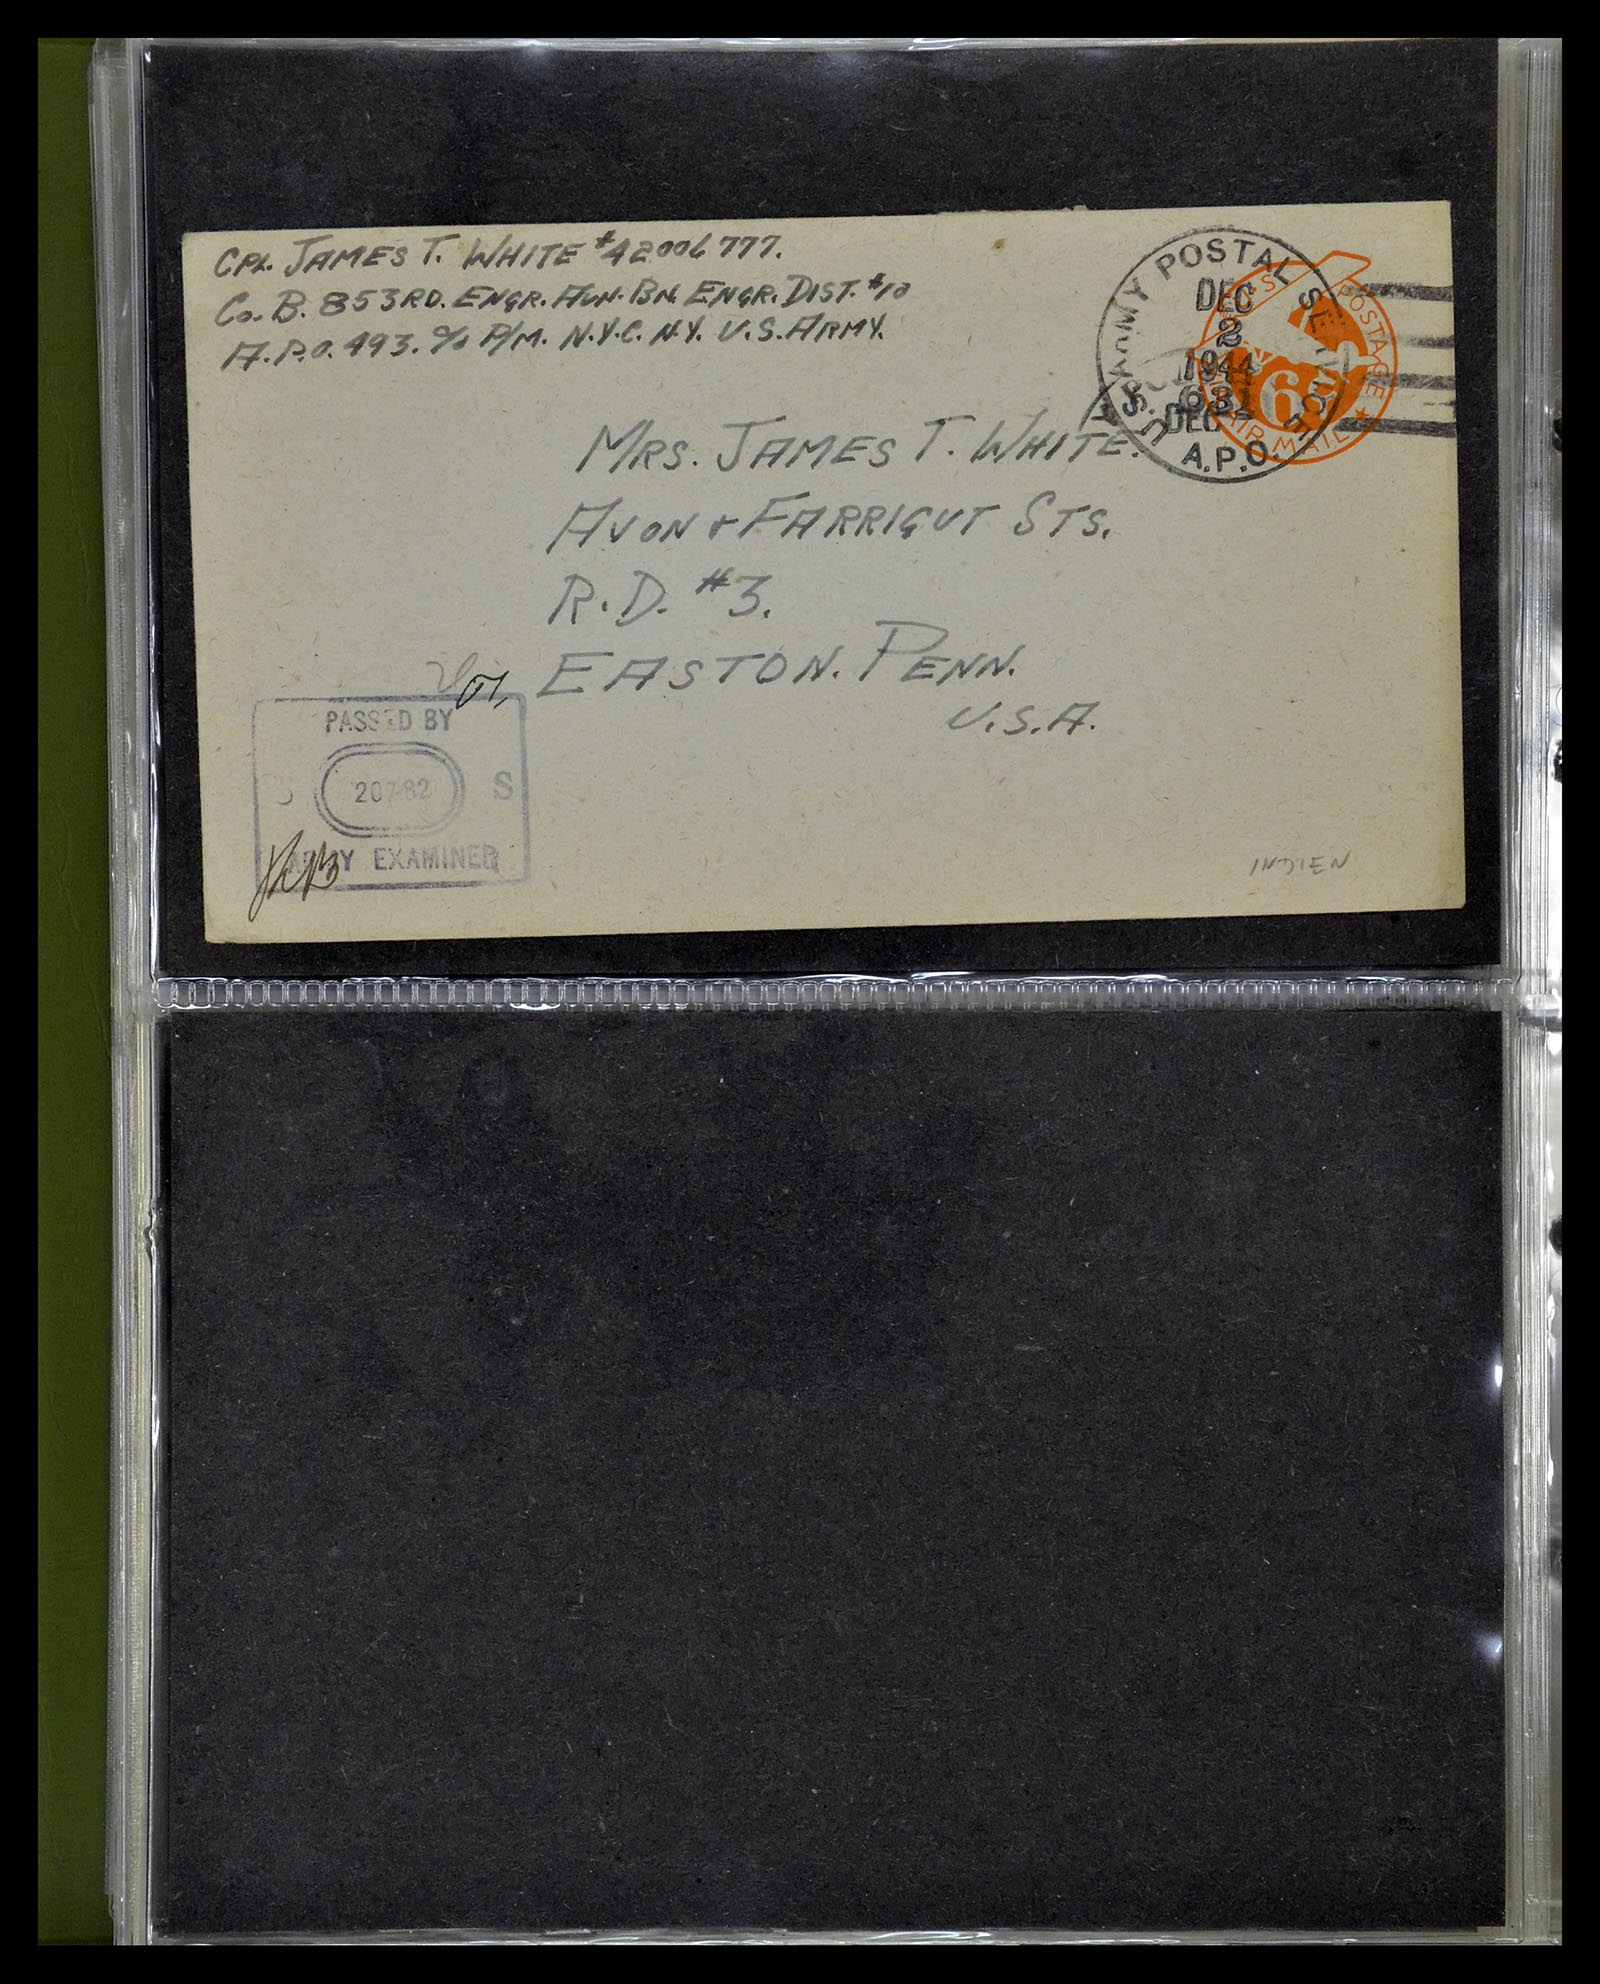 CPL. JAMES T. WHITE #42006777.
Co. B. 853RD. ENGR. AVN. BN. ENGR. DIST. #10
A.P.O. 493. c/o P/M. N.Y.C. N.Y. U.S. ARMY.
U.S. ARMY POSTAL SERVICE
A.P.O.
DEC
2
1944
DEC
POSTAGE
6
AIR MAIL
MRS. JAMES T. WHITE.
AVON & FARRIGUT STS.
R.D. #3.
EASTON. PENN.
U.S.A.
PASSED BY
U S
20782
ARMY EXAMINER
INDIEN